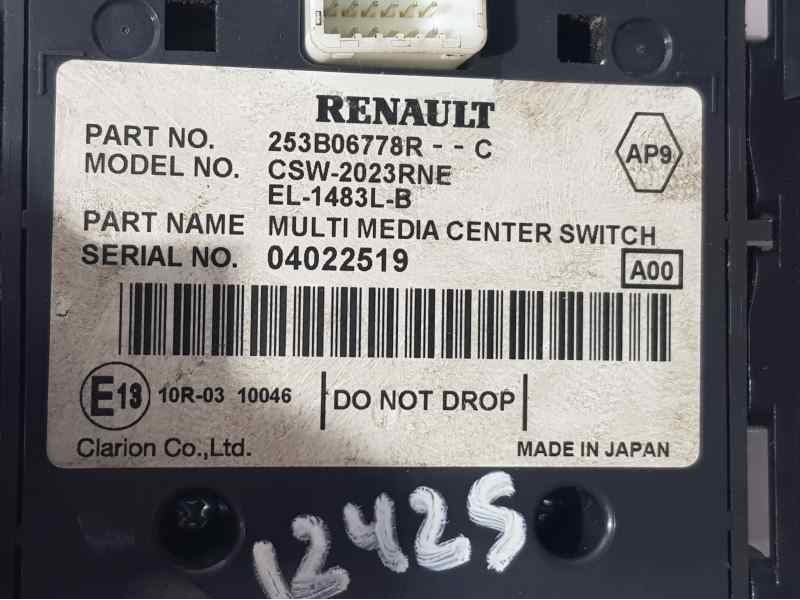 RENAULT
PART NO. 253B06778R - - C
AP9
MODEL NO. CSW-2023RNE
EL-1483L-B
PART NAME MULTI MEDIA CENTER SWITCH
SERIAL NO. 04022519
A00
E13 10R-03 10046 DO NOT DROP
Clarion Co.,Ltd. MADE IN JAPAN
12425